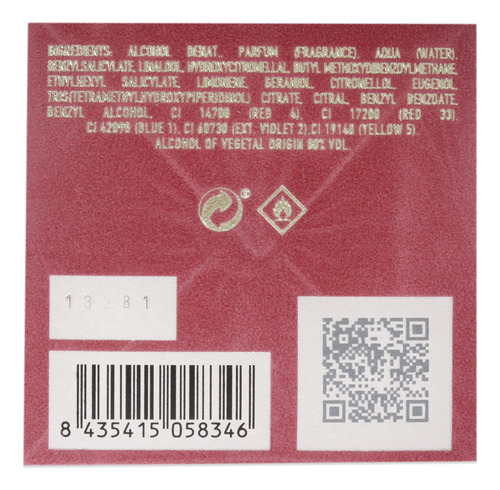 INGREDIENTS: ALCOHOL DENAT., PARFUM (FRAGRANCE), AQUA (WATER),
BENZYL SALICYLATE, LINALOOL, HYDROXYCITRONELLAL, BUTYL METHOXYDIBENZOYLMETHANE,
ETHYLHEXYL SALICYLATE, LIMONENE, GERANIOL, CITRONELLOL, EUGENOL,
TRIS(TETRAMETHYLHYDROXYPIPERIDINOL) CITRATE, CITRAL, BENZYL BENZOATE,
BENZYL ALCOHOL, CI 14700 (RED 4), CI 17200 (RED 33),
CI 42090 (BLUE 1), CI 60730 (EXT. VIOLET 2), CI 19140 (YELLOW 5).
ALCOHOL OF VEGETAL ORIGIN 80% VOL.
13281
8 435415 058346